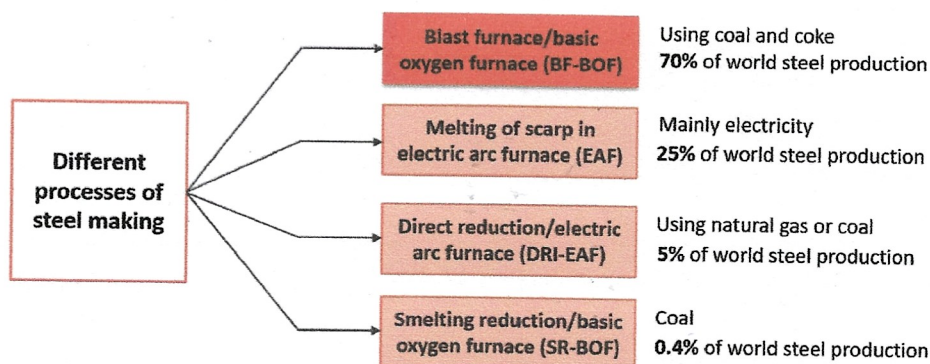 Different
processes of
steel making
Blast furnace/basic
oxygen furnace (BF-BOF)
Using coal and coke
70% of world steel production
Melting of scarp in
electric arc furnace (EAF)
Mainly electricity
25% of world steel production
Direct reduction/electric
arc furnace (DRI-EAF)
Using natural gas or coal
5% of world steel production
Smelting reduction/basic
oxygen furnace (SR-BOF)
Coal
0.4% of world steel production